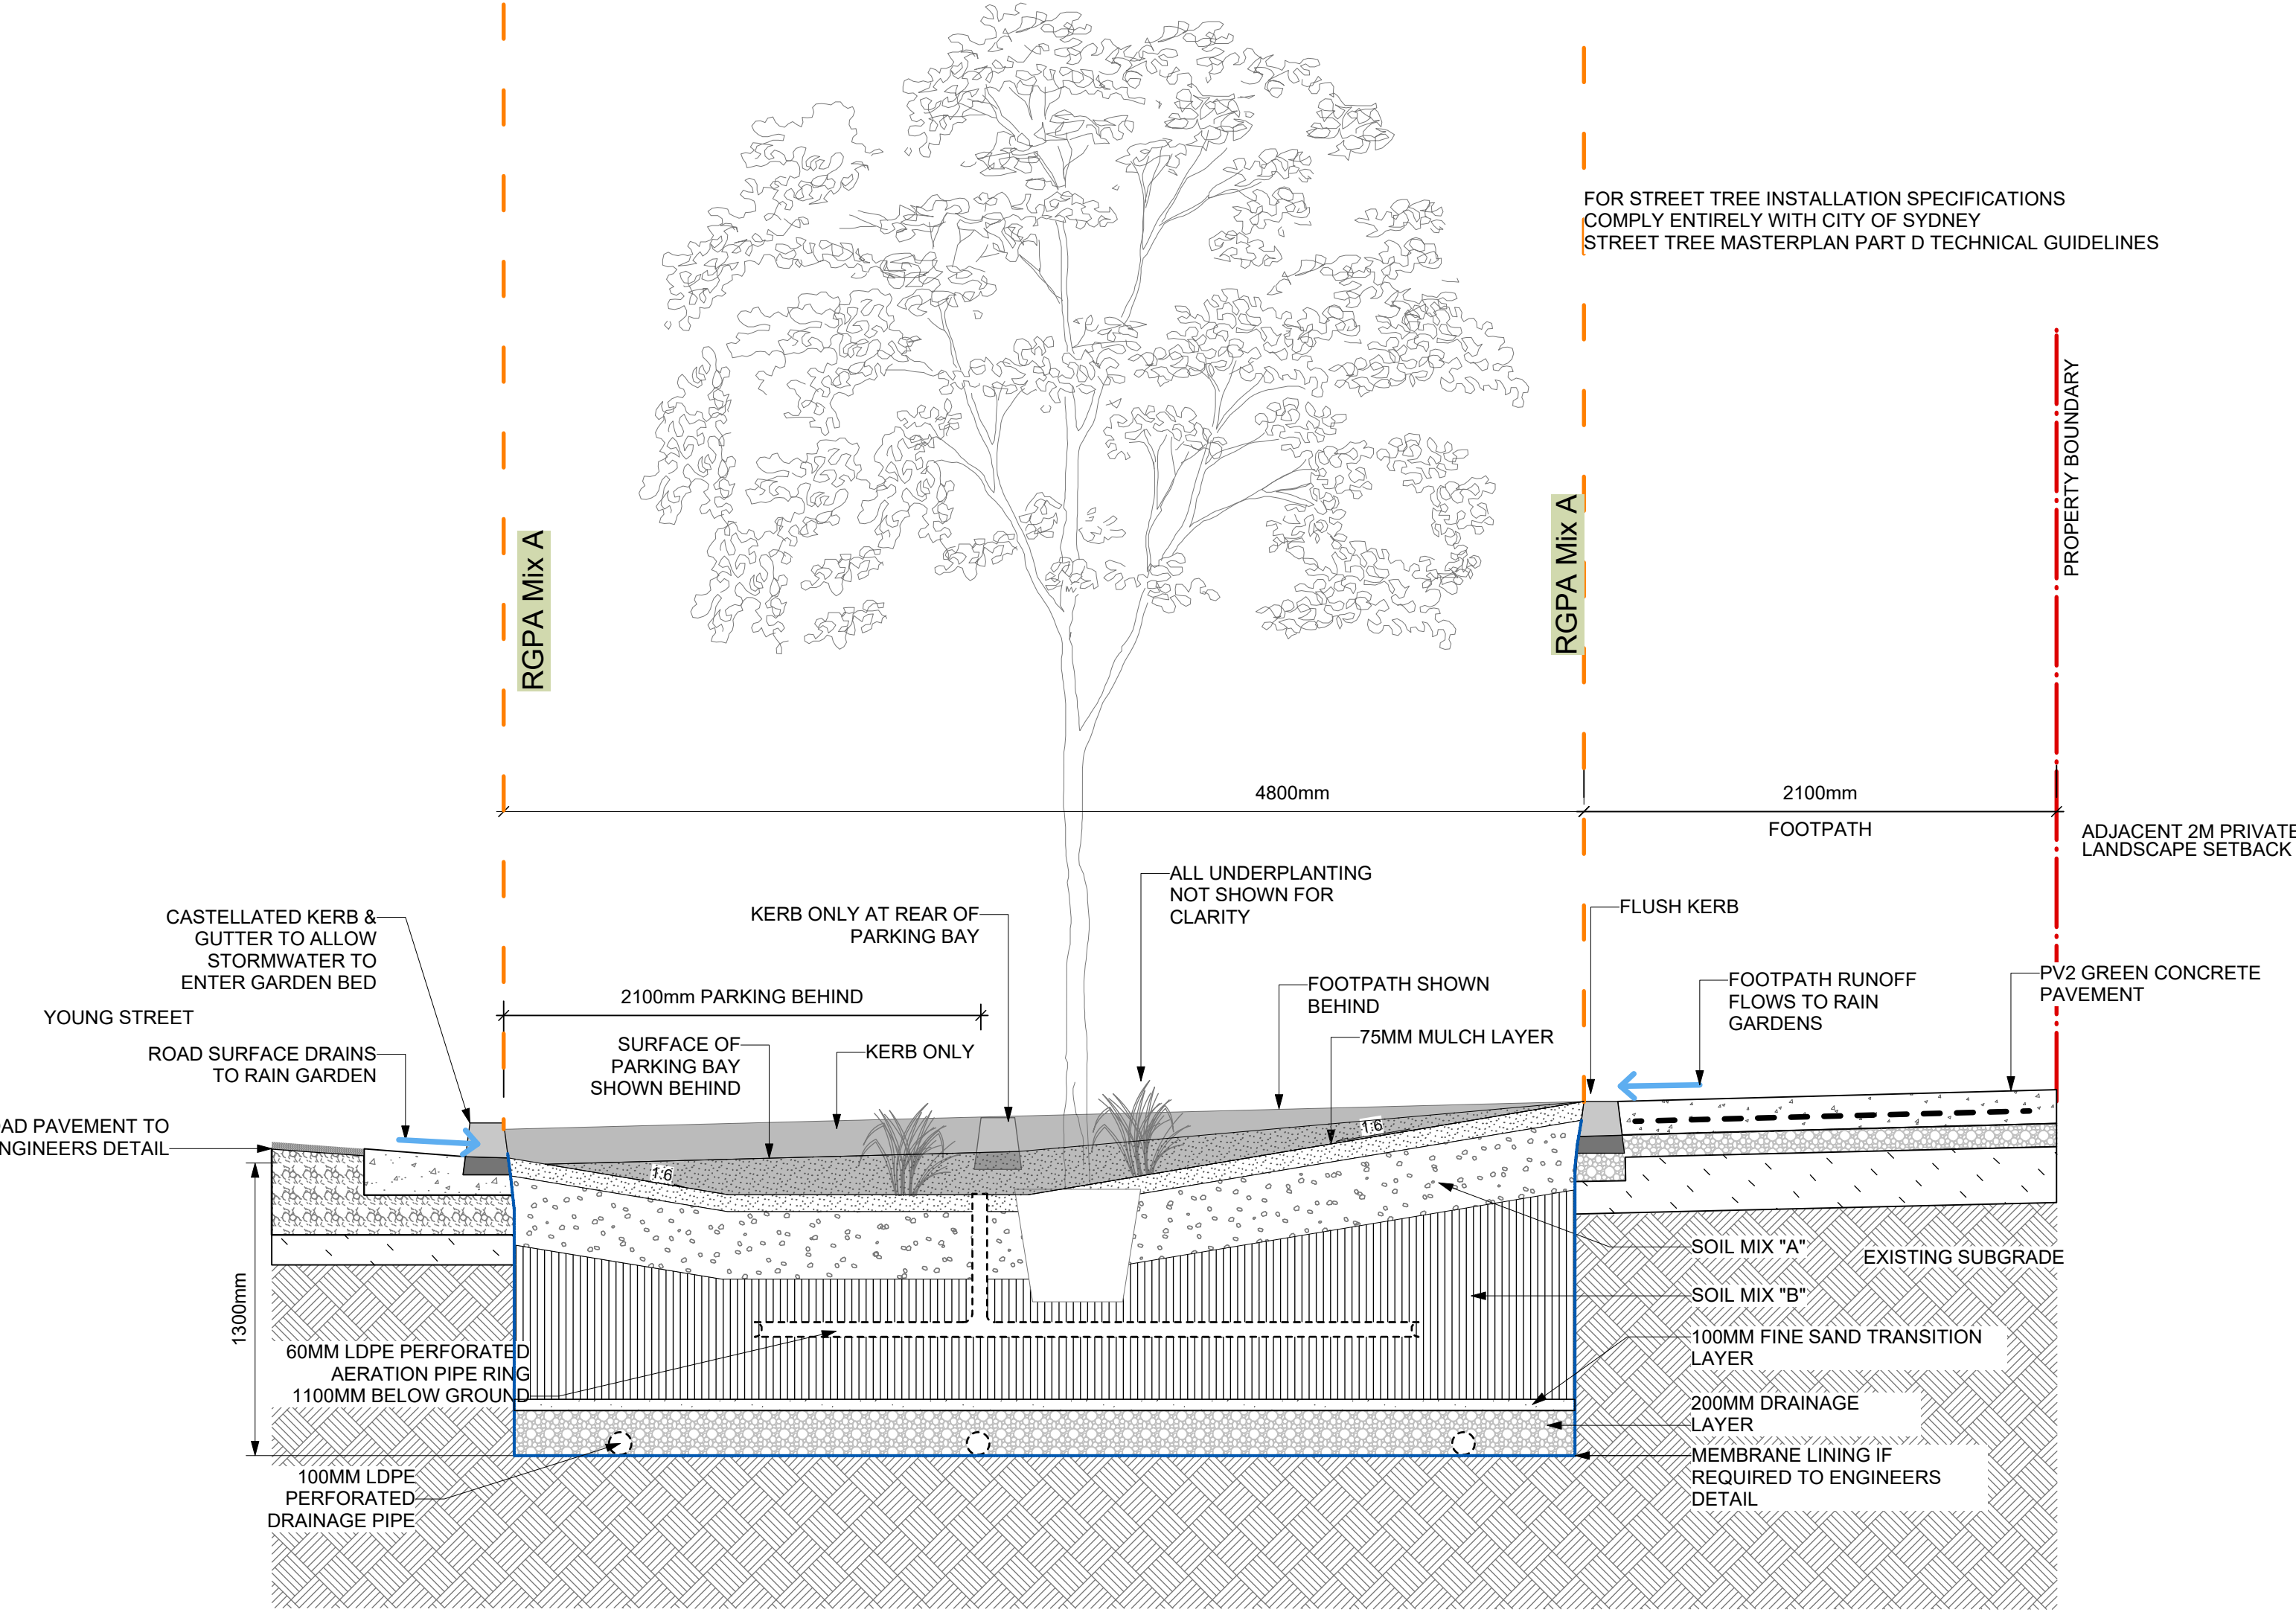 FOR STREET TREE INSTALLATION SPECIFICATIONS
COMPLY ENTIRELY WITH CITY OF SYDNEY
STREET TREE MASTERPLAN PART D TECHNICAL GUIDELINES
PROPERTY BOUNDARY
RGPA Mix A
RGPA Mix A
4800mm
2100mm
FOOTPATH
ADJACENT 2M PRIVATE
LANDSCAPE SETBACK
CASTELLATED KERB &
GUTTER TO ALLOW
STORMWATER TO
ENTER GARDEN BED
KERB ONLY AT REAR OF
PARKING BAY
ALL UNDERPLANTING
NOT SHOWN FOR
CLARITY
FLUSH KERB
YOUNG STREET
2100mm PARKING BEHIND
FOOTPATH SHOWN
BEHIND
FOOTPATH RUNOFF
FLOWS TO RAIN
GARDENS
PV2 GREEN CONCRETE
PAVEMENT
ROAD SURFACE DRAINS
TO RAIN GARDEN
SURFACE OF
PARKING BAY
SHOWN BEHIND
KERB ONLY
75MM MULCH LAYER
AD PAVEMENT TO
NGINEERS DETAIL
1:6
1:6
1300mm
SOIL MIX "A"
EXISTING SUBGRADE
SOIL MIX "B"
60MM LDPE PERFORATED
AERATION PIPE RING
1100MM BELOW GROUND
100MM FINE SAND TRANSITION
LAYER
200MM DRAINAGE
LAYER
MEMBRANE LINING IF
REQUIRED TO ENGINEERS
DETAIL
100MM LDPE
PERFORATED
DRAINAGE PIPE